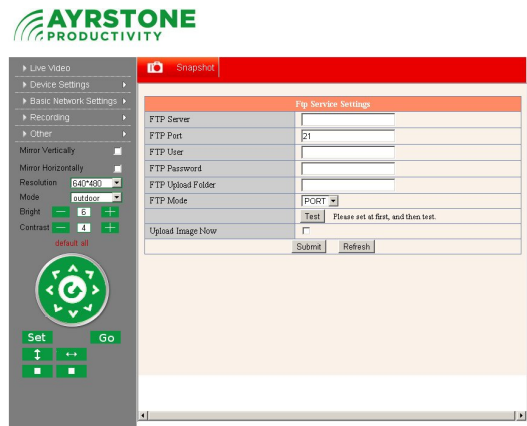 AYRSTONE
PRODUCTIVITY
Live Video
Device Settings
Basic Network Settings
Recording
Other
Mirror Vertically
Mirror Horizontally
Resolution 640*480
Mode outdoor
Bright 6
Contrast 4
default all
Set Go
Snapshot
Ftp Service Settings
FTP Server
FTP Port 21
FTP User
FTP Password
FTP Upload Folder
FTP Mode PORT
Test Please set at first, and then test.
Upload Image Now
Submit Refresh